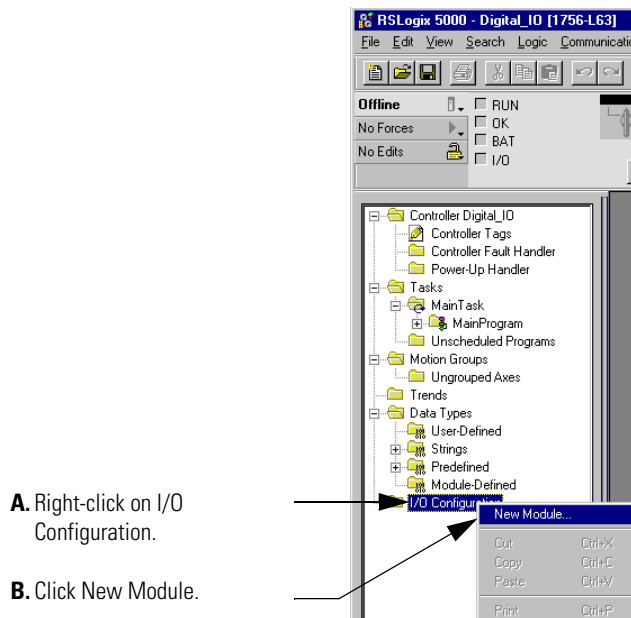 RSLogix 5000 - Digital_IO [1756-L63]
File Edit View Search Logic
Offline
RUN
No Forces
OK
No Edits
BAT
I/O
Controller Digital_IO
Controller Tags
Controller Fault Handler
Power-Up Handler
Tasks
MainTask
MainProgram
Unscheduled Programs
Motion Groups
Ungrouped Axes
Trends
Data Types
User-Defined
Strings
Predefined
Module-Defined
I/O
New Module...
Cut Ctrl+X
Copy Ctrl+C
Paste Ctrl+V
Print Ctrl+P
A. Right-click on I/O
Configuration.
B. Click New Module.